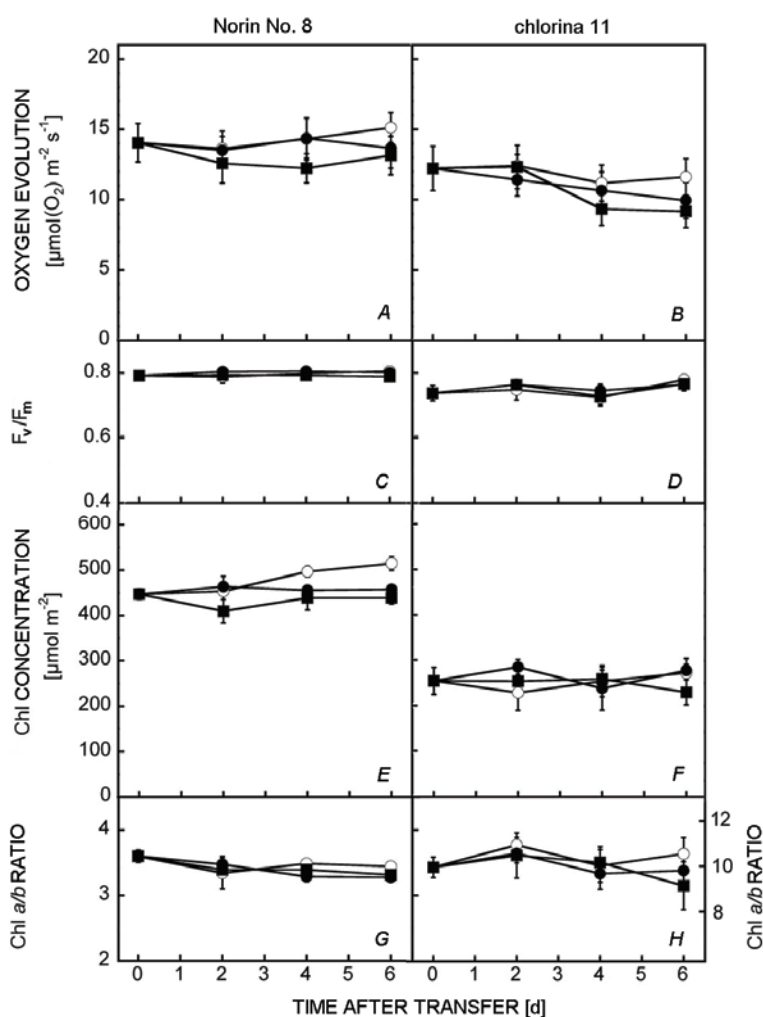 Norin No. 8
chlorina 11
OXYGEN EVOLUTION
[µmol(O₂) m⁻² s⁻¹]
20
15
10
5
0
A
B
Fᵥ/Fₘ
0.8
0.6
0.4
C
D
Chl CONCENTRATION
[µmol m⁻²]
600
500
400
300
200
100
0
E
F
Chl a/b RATIO
4
3
2
G
H
12
10
8
Chl a/b RATIO
0 1 2 3 4 5 6
0 1 2 3 4 5 6
TIME AFTER TRANSFER [d]